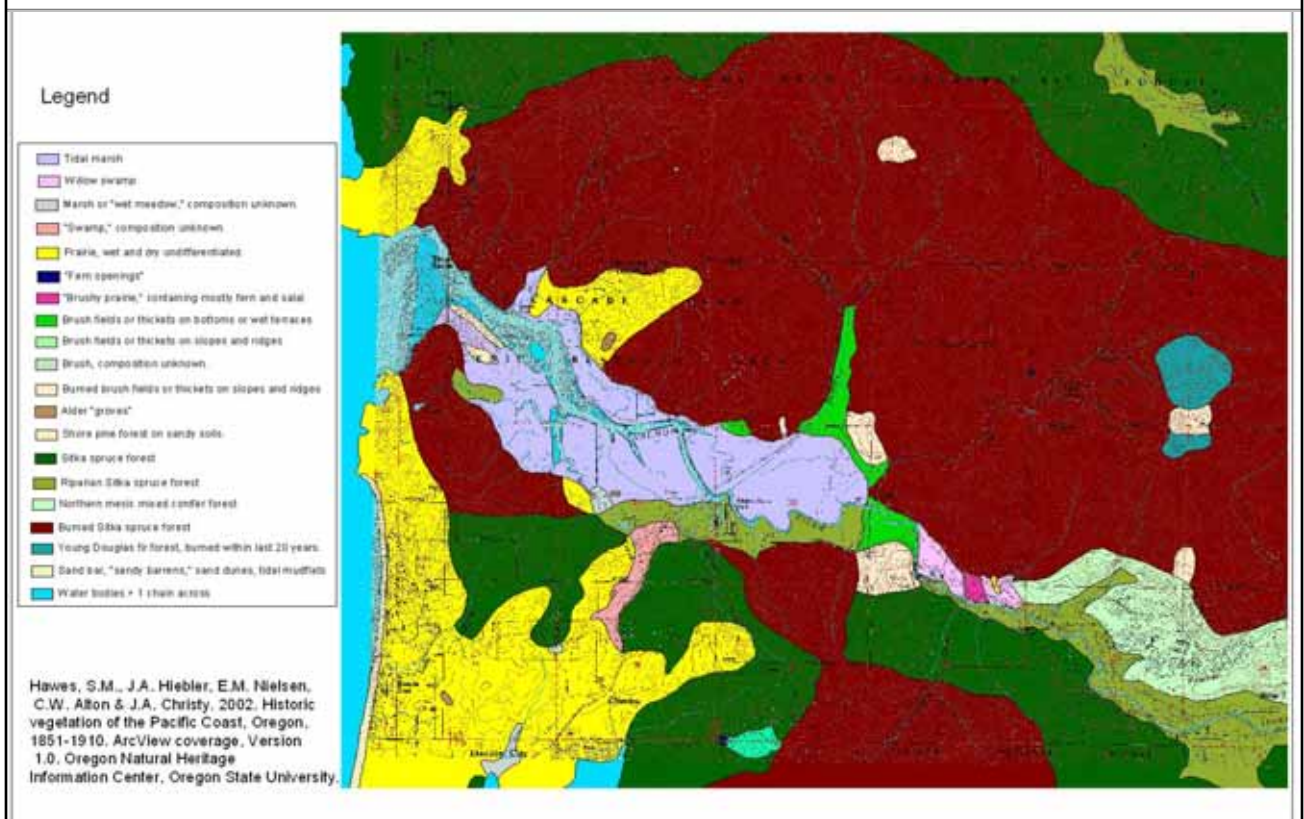 Legend
Tidal marsh
Willow swamp
Marsh or "wet meadow," composition unknown.
"Swamp," composition unknown
Prairie, wet and dry undifferentiated.
"Fern openings"
"Brushy prairie," containing mostly fern and salal
Brush fields or thickets on bottoms or wet terraces
Brush fields or thickets on slopes and ridges
Brush, composition unknown.
Burned brush fields or thickets on slopes and ridges
Alder "groves"
Shore pine forest on sandy soils.
Sitka spruce forest
Riparian Sitka spruce forest
Northern mesic mixed conifer forest
Burned Sitka spruce forest
Young Douglas fir forest, burned within last 20 years.
Sand bar, "sandy barrens," sand dunes, tidal mudflats
Water bodies > 1 chain across
CASCADE
Hawes, S.M., J.A. Hiebler, E.M. Nielsen,
C.W. Alton & J.A. Christy. 2002. Historic
vegetation of the Pacific Coast, Oregon,
1851-1910. ArcView coverage, Version
1.0. Oregon Natural Heritage
Information Center, Oregon State University.